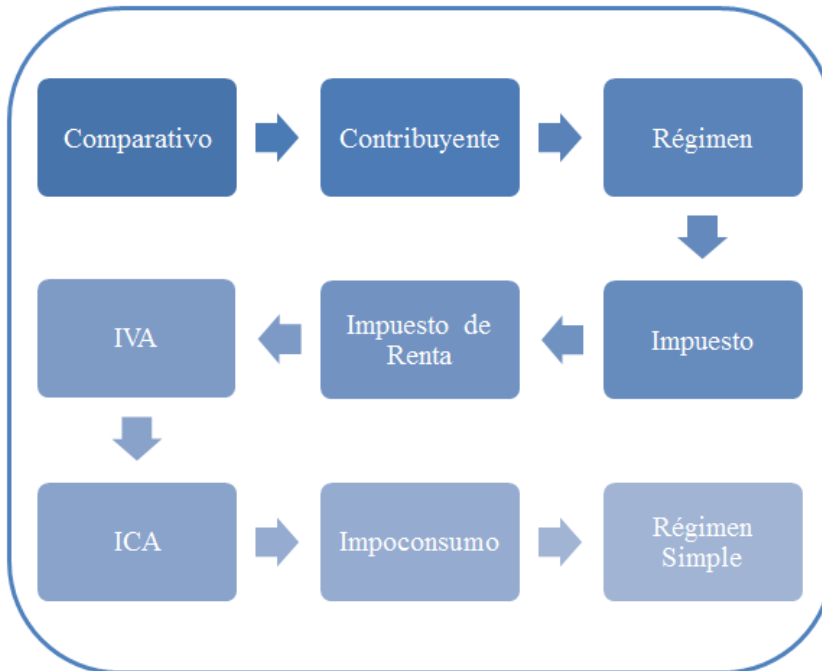 Comparativo
Contribuyente
Régimen
Impuesto
Impuesto de
Renta
IVA
ICA
Impoconsumo
Régimen
Simple